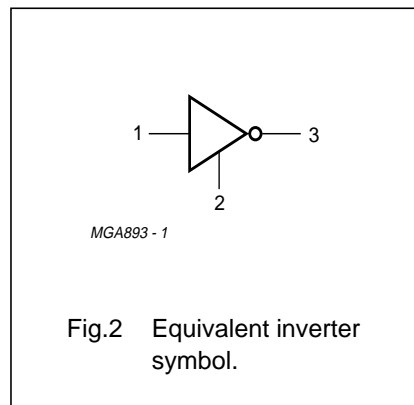 1
3
2
MGA893 - 1
Fig.2 Equivalent inverter
symbol.